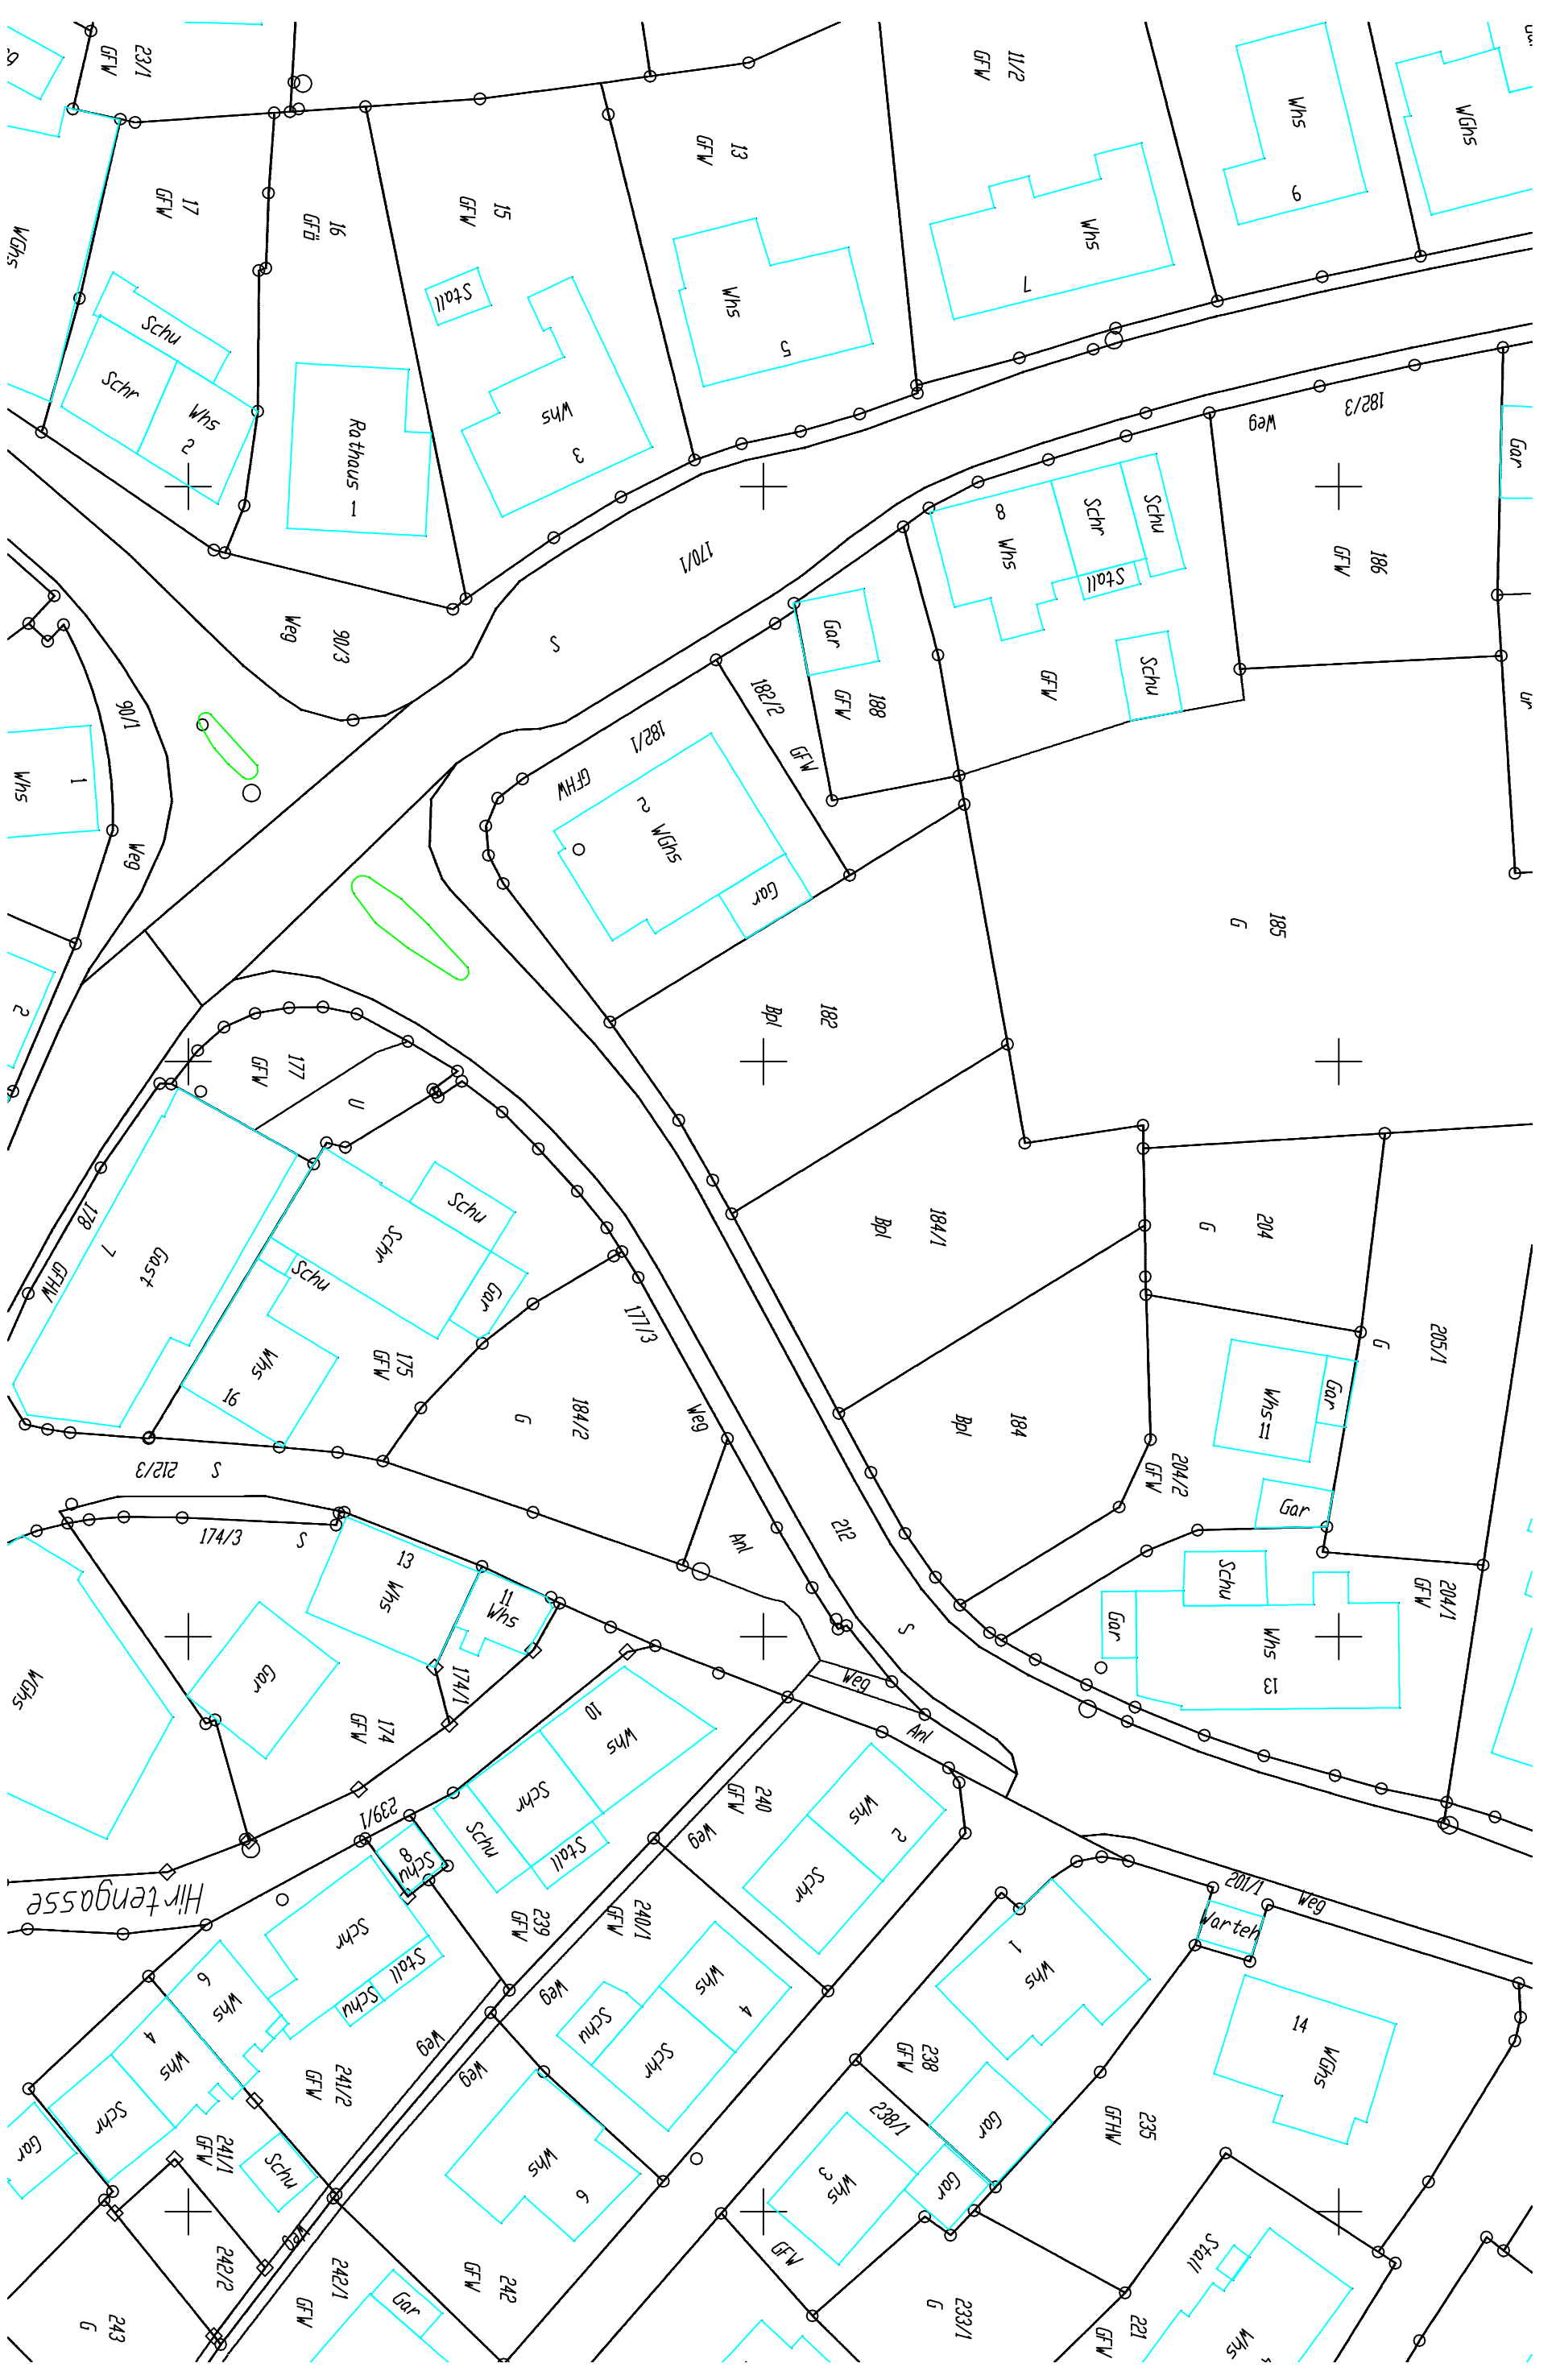 23/1
GFW
11/2
GFW
Whs
9
WGhs
13
GFW
17
GFW
16
GFÖ
15
GFW
Whs
7
WGhs
Stall
Whs
5
Schu
Schr
Whs
2
Rathaus 1
Whs
3
182/3
Weg
Gar
8
Whs
Schr
Schu
Stall
186
GFW
170/1
S
Weg
90/3
Gar
188
GFW
GFW
Schu
182/2
GFW
90/1
1
Whs
Weg
182/1
GFHW
2
WGhs
Gar
185
G
2
182
Bpl
177
GFW
U
178
7
Gast
GFHW
Schu
Schr
Schu
Gar
184/1
Bpl
204
G
177/3
205/1
G
Whs
16
175
GFW
184/2
G
Weg
184
Bpl
Whs 11
Gar
204/2
GFW
Gar
212/3
S
174/3
S
13
Whs
11
Whs
Anl
212
S
Schu
Gar
Whs
13
204/1
GFW
WGhs
Gar
174/1
174
GFW
10
Whs
Weg
Anl
Schr
Schu
Stall
239/1
8
Schu
240
GFW
Weg
Whs
2
Schr
Hirtengasse
201/1
Weg
Warteh
Schr
Stall
Schu
239
GFW
240/1
GFW
6
Whs
Weg
Whs
4
Schu
Schr
1
Whs
14
WGhs
4
Whs
Schr
Gar
241/2
GFW
Weg
Weg
238
GFW
238/1
Gar
235
GFHW
241/1
GFW
Schu
Whs
6
Whs
3
Gar
Weg
242/2
242/1
GFW
242
GFW
Gar
GFW
Stall
243
G
233/1
G
221
GFW
Whs